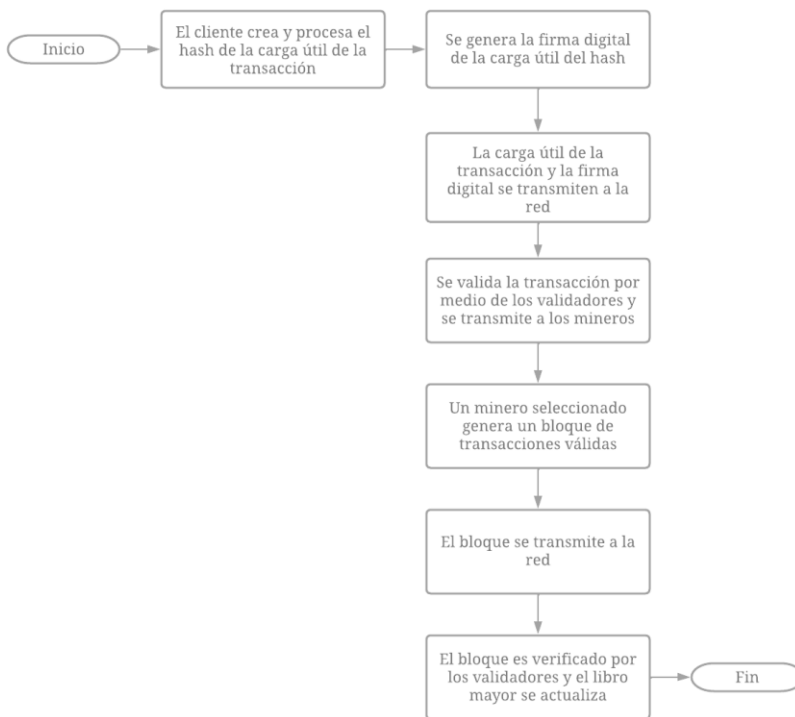 Inicio
El cliente crea y procesa el
hash de la carga útil de la
transacción
Se genera la firma digital
de la carga útil del hash
La carga útil de la
transacción y la firma
digital se transmiten a la
red
Se valida la transacción por
medio de los validadores y
se transmite a los mineros
Un minero seleccionado
genera un bloque de
transacciones válidas
El bloque se transmite a la
red
El bloque es verificado por
los validadores y el libro
mayor se actualiza
Fin